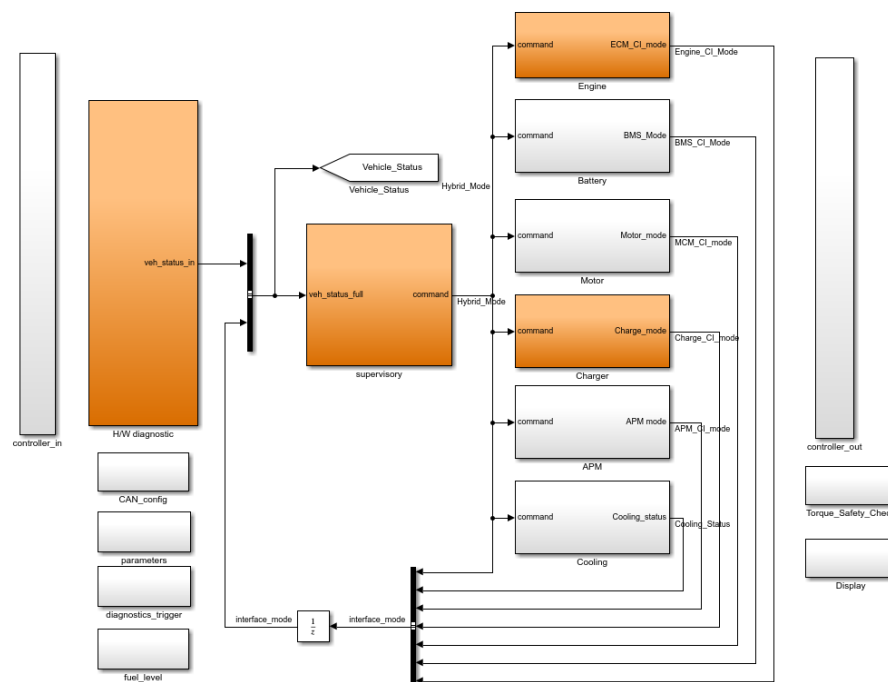 command
ECM_CI_mode
Engine_CI_Mode
Engine
command
BMS_Mode
BMS_CI_Mode
Battery
Vehicle_Status
Vehicle_Status
Hybrid_Mode
command
Motor_mode
MCM_CI_mode
Motor
veh_status_in
H/W diagnostic
veh_status_full
command
Hybrid_Mode
supervisory
command
Charge_mode
Charge_CI_mode
Charger
command
APM mode
APM_CI_mode
APM
command
Cooling_status
Cooling_Status
Cooling
controller_in
controller_out
CAN_config
parameters
diagnostics_trigger
fuel_level
interface_mode
1
z
interface_mode
Torque_Safety_Chec
Display